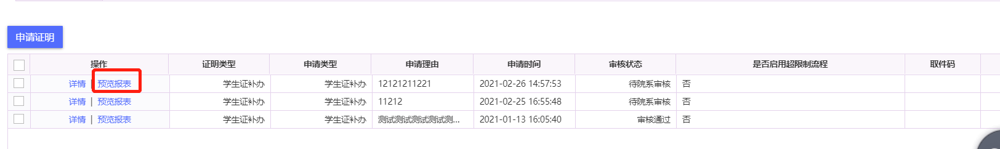 申请证明
操作 证明类型 申请类型 申请理由 申请时间 审核状态 是否启用超限制流程 取件码
详情 | 预览报表 学生证补办 学生证补办 12121211221 2021-02-26 14:57:53 待院系审核 否
详情 | 预览报表 学生证补办 学生证补办 11212 2021-02-25 16:55:48 待院系审核 否
详情 | 预览报表 学生证补办 学生证补办 测试测试测试测试测... 2021-01-13 16:05:40 审核通过 否